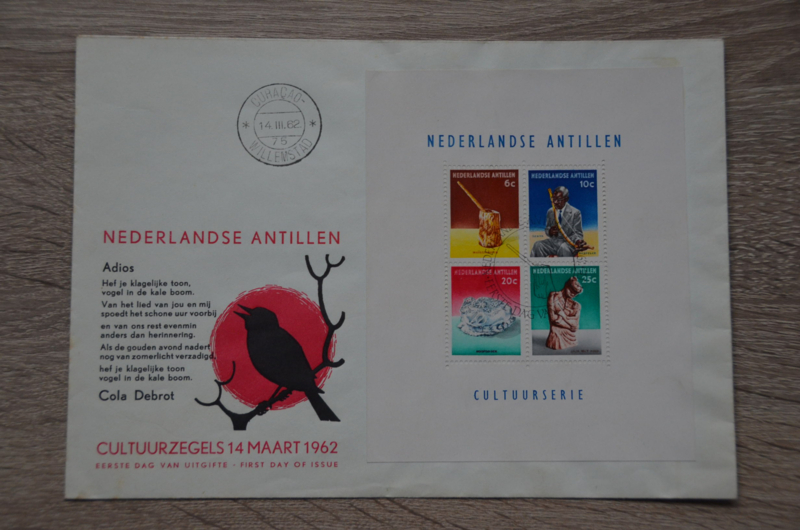 CURAÇAO-
14.III.62
75
WILLEMSTAD
NEDERLANDSE ANTILLEN
Adios
Hef je klagelijke toon,
vogel in de kale boom.
Van het lied van jou en mij
spoedt het schone uur voorbij
en van ons rest evenmin
anders dan herinnering.
Als de gouden avond nadert
nog van zomerlicht verzadigd,
hef je klagelijke toon
vogel in de kale boom.
Cola Debrot
CULTUURZEGELS 14 MAART 1962
EERSTE DAG VAN UITGIFTE · FIRST DAY OF ISSUE
NEDERLANDSE ANTILLEN
NEDERLANDSE ANTILLEN
6c
NEDERLANDSE ANTILLEN
10c
NEDERLANDSE ANTILLEN
20c
NEDERLANDSE ANTILLEN
25c
CULTUURSERIE